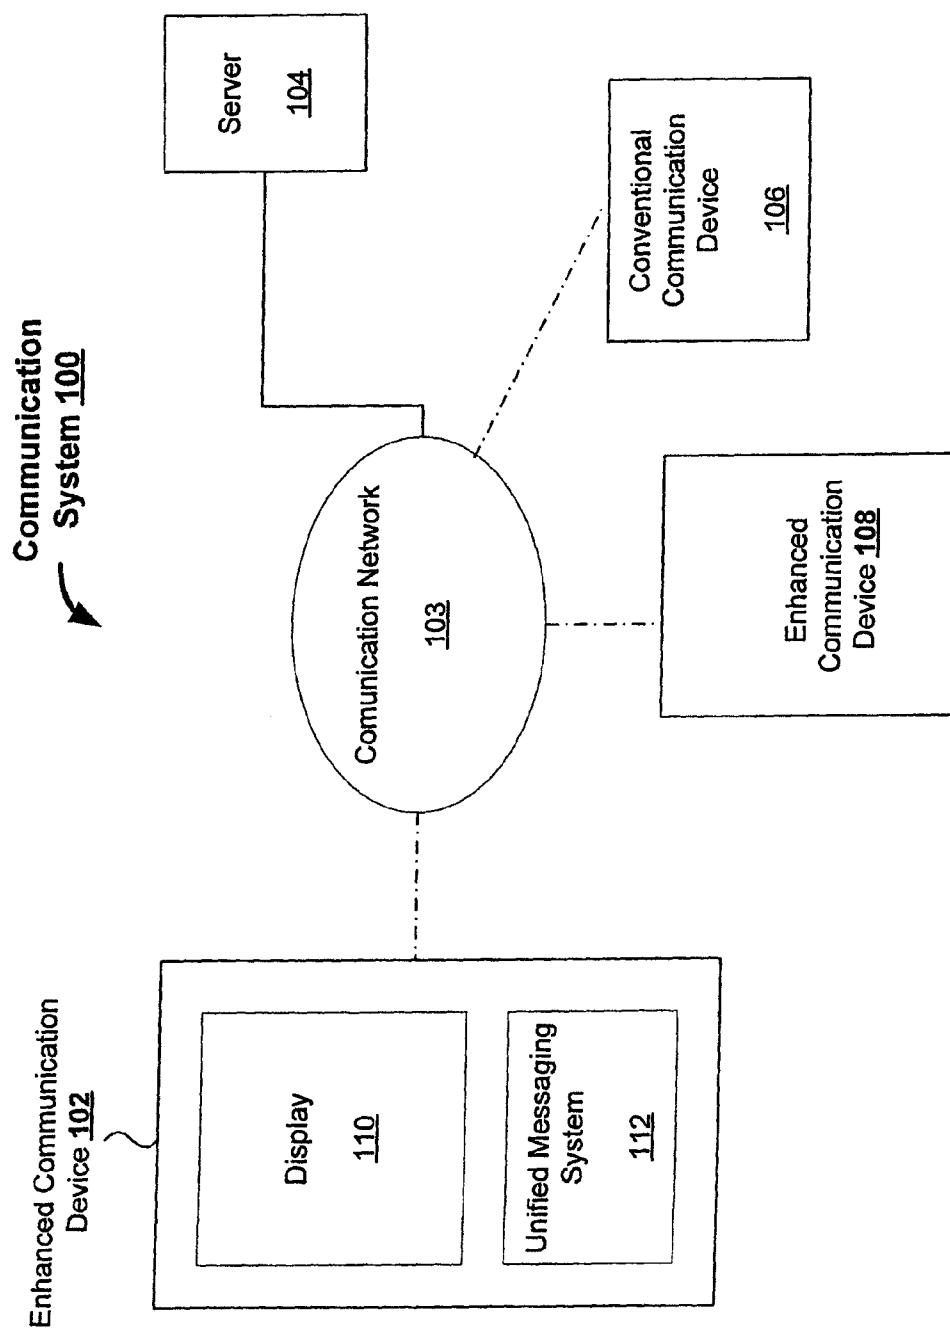 Communication
System 100
Enhanced Communication
Device 102
Display
110
Unified Messaging
System
112
Comunication Network
103
Server
104
Conventional
Communication
Device
106
Enhanced
Communication
Device 108